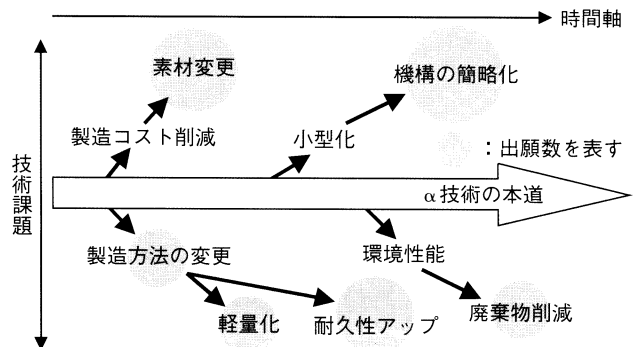 時間軸
素材変更
機構の簡略化
製造コスト削減
小型化
：出願数を表す
技術課題
α技術の本道
製造方法の変更
環境性能
軽量化
耐久性アップ
廃棄物削減